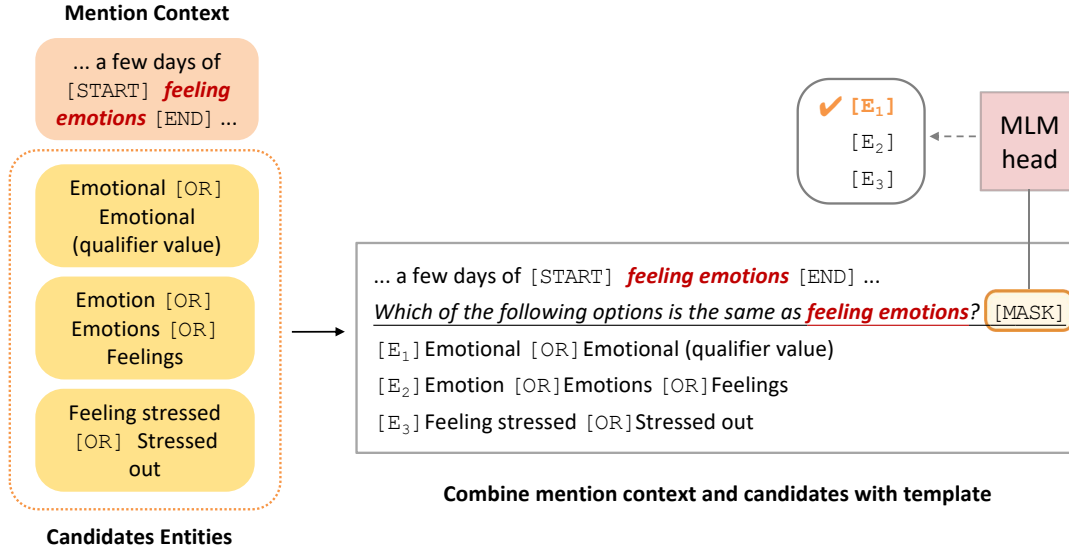 Mention Context
... a few days of
[START] feeling
emotions [END] ...
Emotional [OR]
Emotional
(qualifier value)
Emotion [OR]
Emotions [OR]
Feelings
Feeling stressed
[OR] Stressed
out
Candidates Entities
✔ [E₁]
[E₂]
[E₃]
MLM
head
... a few days of [START] feeling emotions [END] ...
Which of the following options is the same as feeling emotions? [MASK]
[E₁] Emotional [OR] Emotional (qualifier value)
[E₂] Emotion [OR] Emotions [OR] Feelings
[E₃] Feeling stressed [OR] Stressed out
Combine mention context and candidates with template